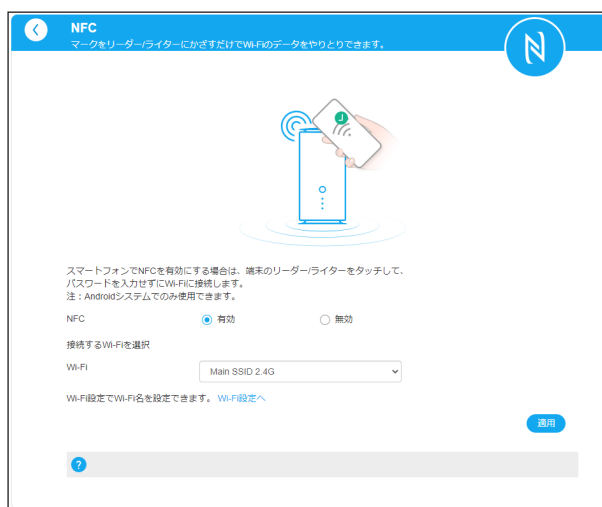 NFC
マークをリーダー/ライターにかざすだけでWi-Fiのデータをやりとりできます。
スマートフォンでNFCを有効にする場合は、端末のリーダー/ライターをタッチして、
パスワードを入力せずにWi-Fiに接続します。
注：Androidシステムでのみ使用できます。
NFC 有効 無効
接続するWi-Fiを選択
Wi-Fi Main SSID 2.4G
Wi-Fi設定でWi-Fi名を設定できます。 Wi-Fi設定へ
適用
?